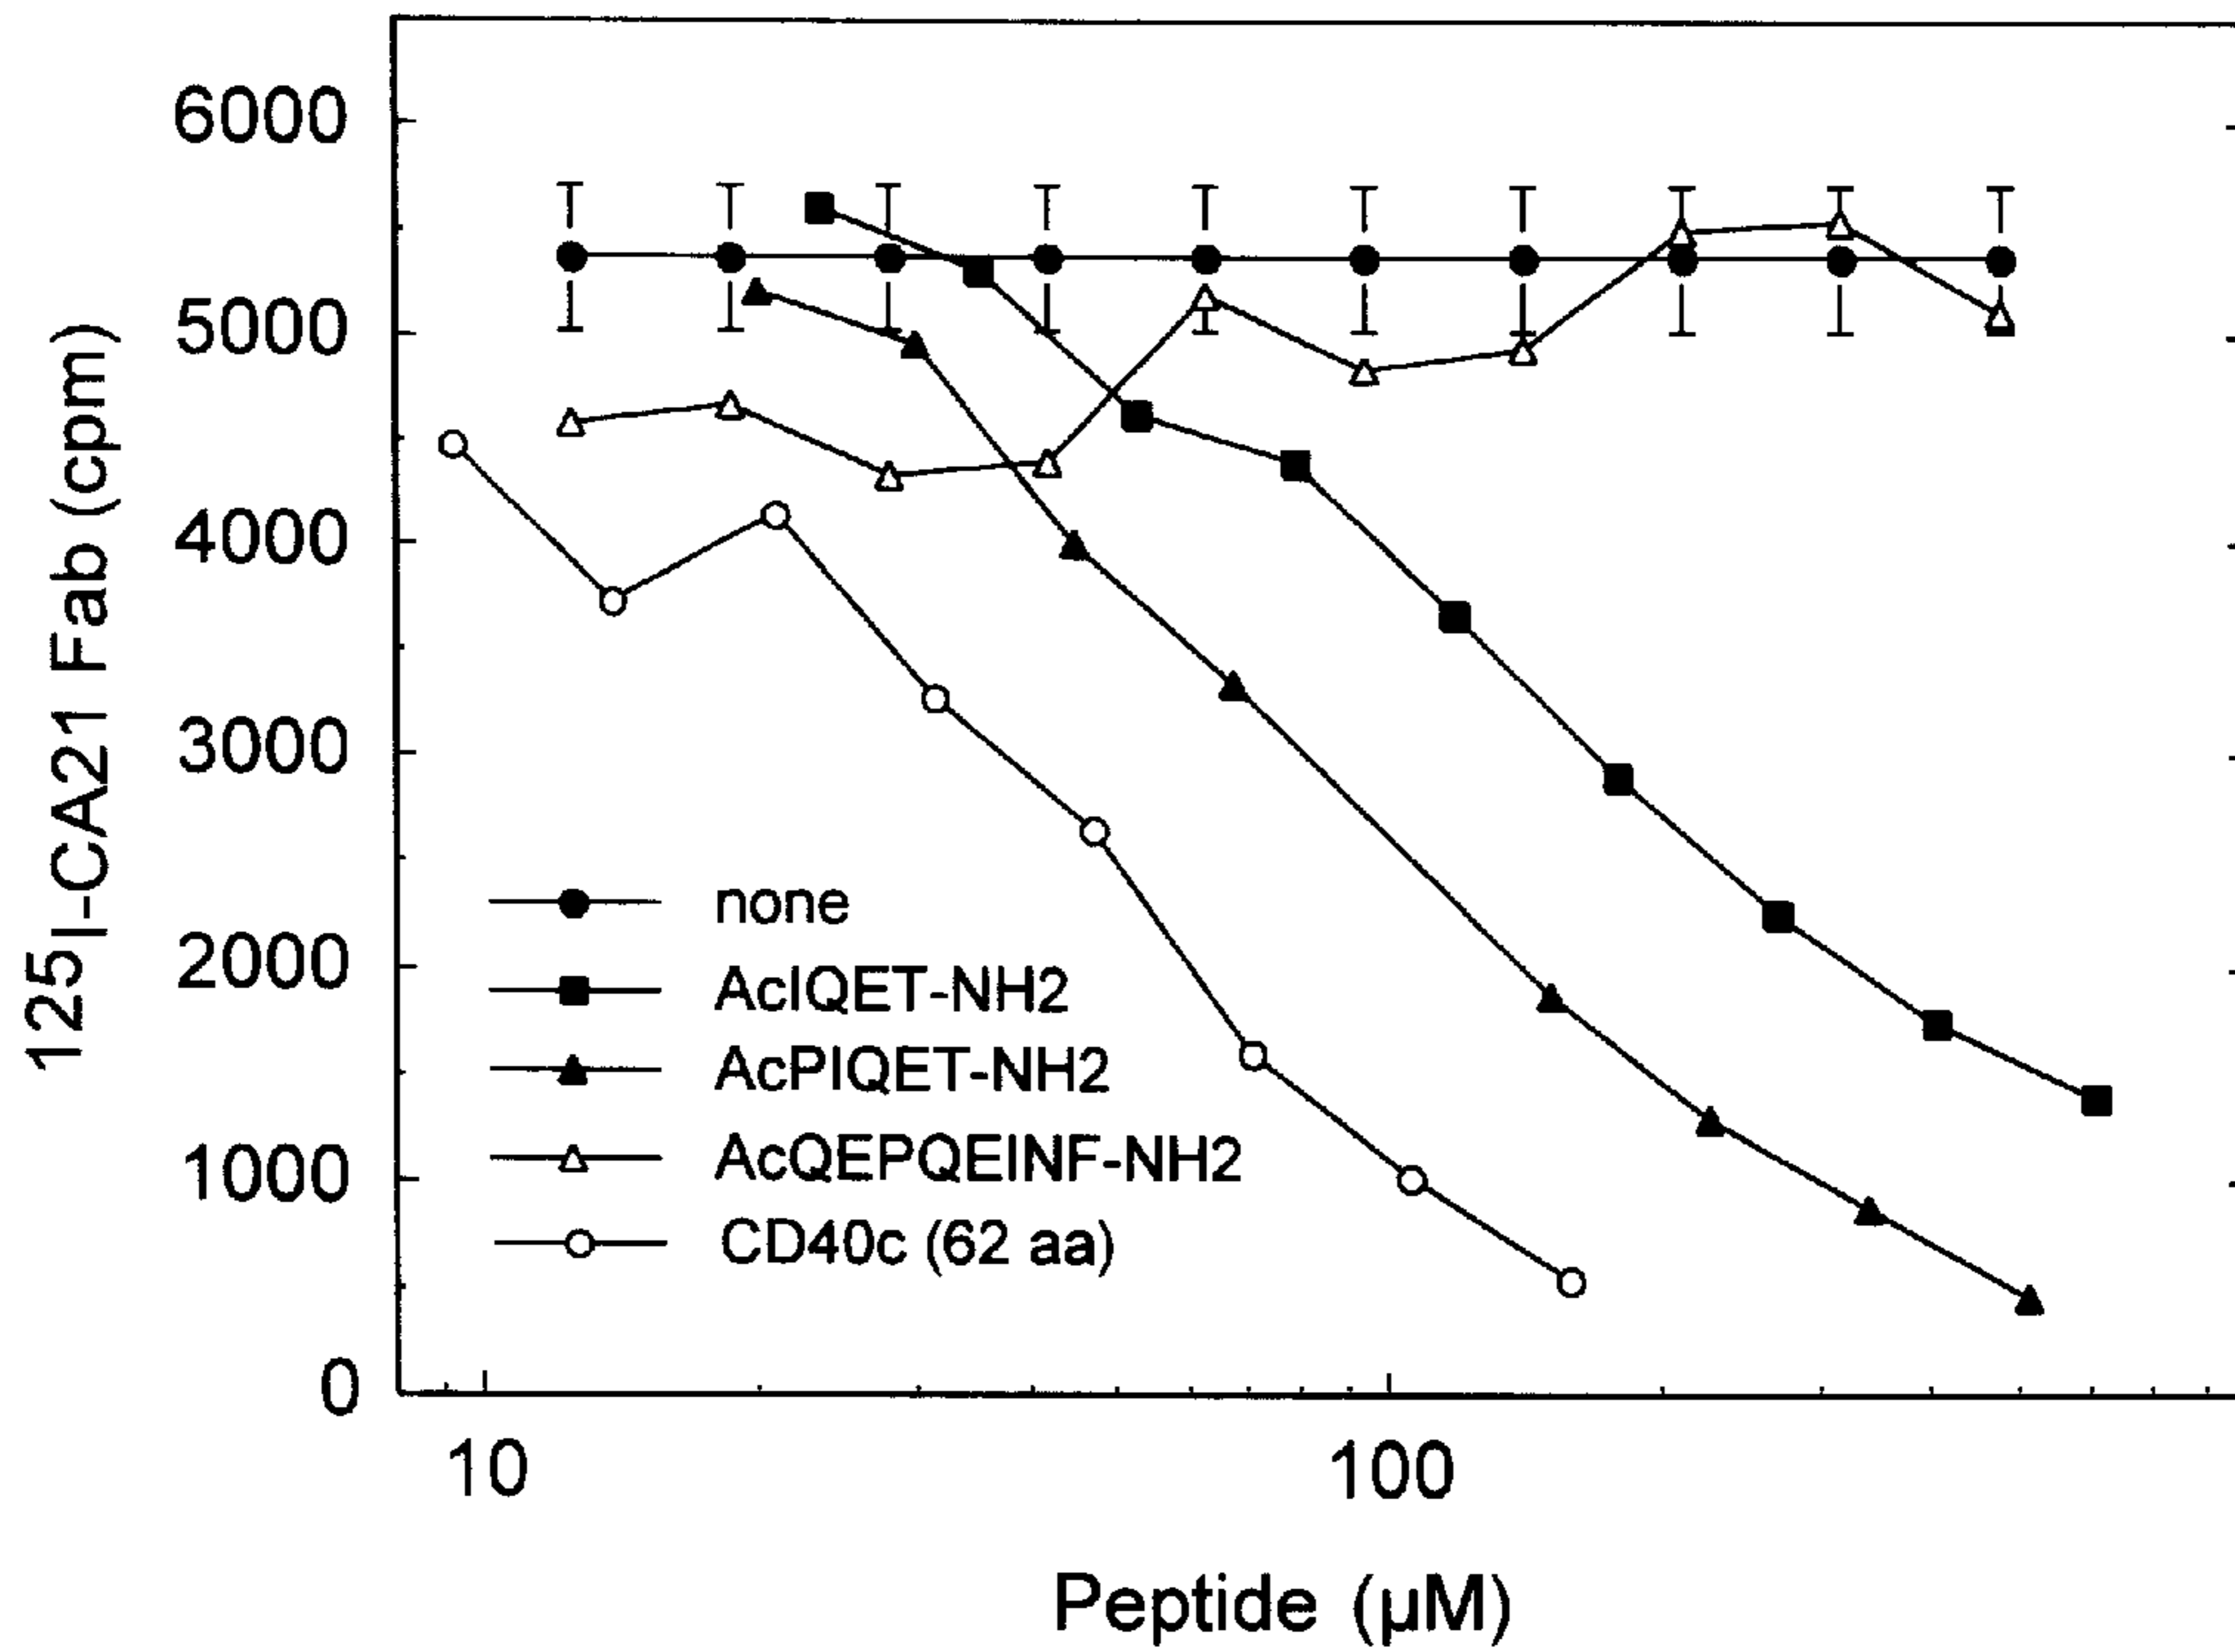 6000
5000
4000
3000
2000
1000
0
125I-CA21 Fab (cpm)
none
AcIQET-NH2
AcPIQET-NH2
AcQEPQEINF-NH2
CD40c (62 aa)
10
100
Peptide (µM)